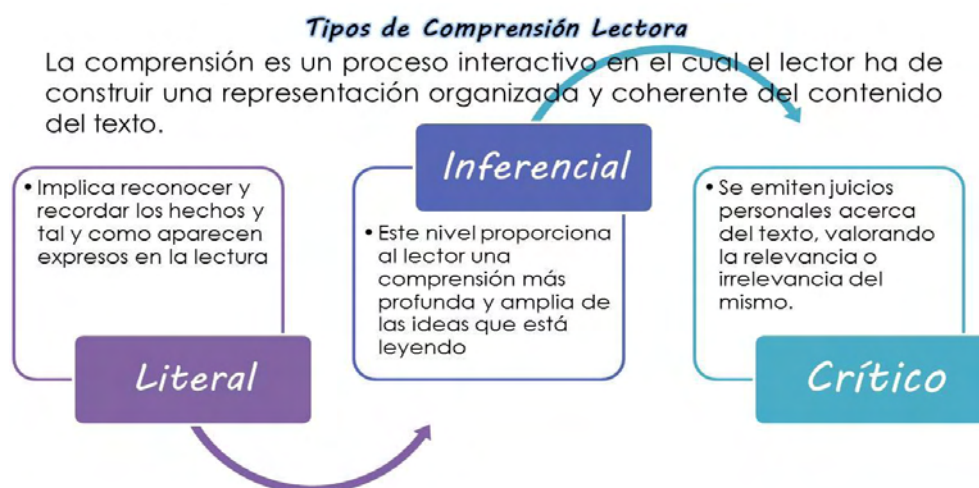 Tipos de Comprensión Lectora
La comprensión es un proceso interactivo en el cual el lector ha de
construir una representación organizada y coherente del contenido
del texto.
• Implica reconocer y
recordar los hechos y
tal y como aparecen
expresos en la lectura
Literal
Inferencial
• Este nivel proporciona
al lector una
comprensión más
profunda y amplia de
las ideas que está
leyendo
• Se emiten juicios
personales acerca
del texto, valorando
la relevancia o
irrelevancia del
mismo.
Crítico